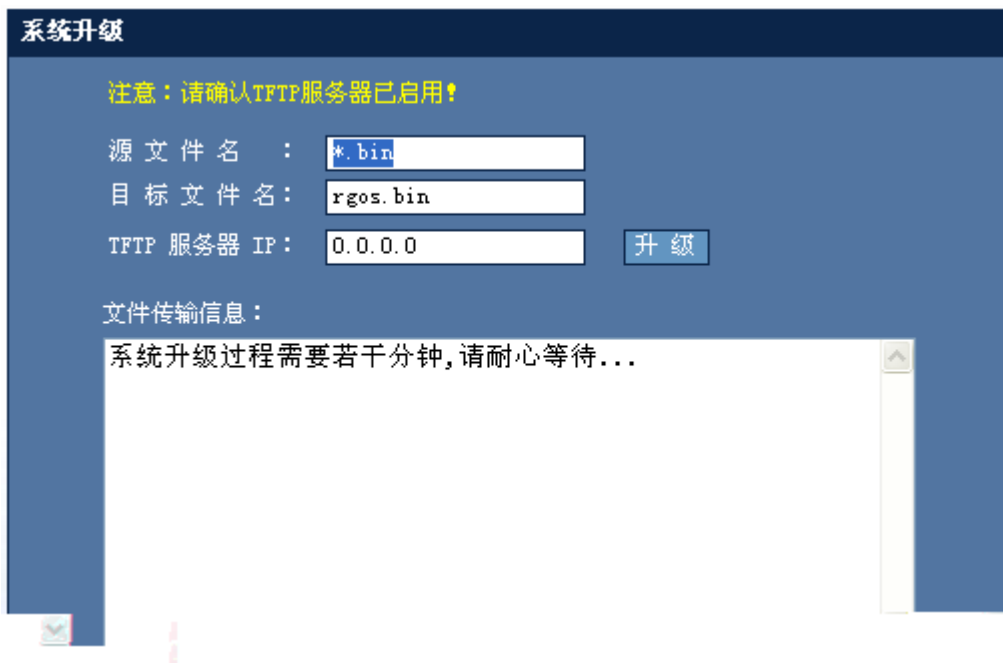 系统升级
注意：请确认TFTP服务器已启用！
源 文 件 名 ： *.bin
目 标 文 件 名： rgos.bin
TFTP 服务器 IP： 0.0.0.0 升 级
文件传输信息：
系统升级过程需要若干分钟,请耐心等待...